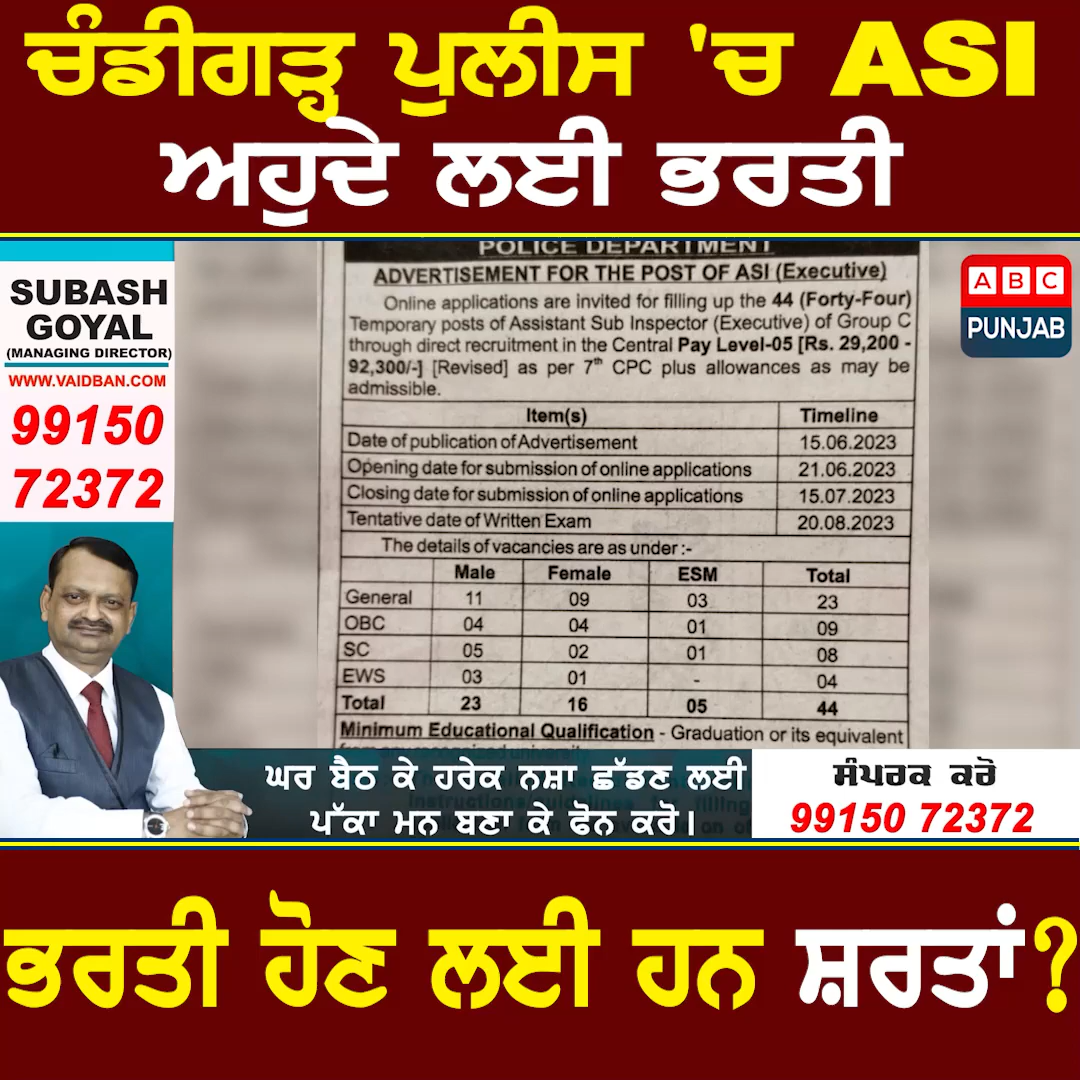 ਚੰਡੀਗੜ੍ਹ ਪੁਲੀਸ 'ਚ ASI
ਅਹੁਦੇ ਲਈ ਭਰਤੀ
SUBASH
GOYAL
(MANAGING DIRECTOR)
WWW.VAIDBAN.COM
99150
72372
POLICE DEPARTMENT
ADVERTISEMENT FOR THE POST OF ASI (Executive)
Online applications are invited for filling up the 44 (Forty-Four)
Temporary posts of Assistant Sub Inspector (Executive) of Group C
through direct recruitment in the Central Pay Level-05 [Rs. 29,200 -
92,300/-] [Revised] as per 7th CPC plus allowances as may be
admissible.
Item(s) Timeline
Date of publication of Advertisement 15.06.2023
Opening date for submission of online applications 21.06.2023
Closing date for submission of online applications 15.07.2023
Tentative date of Written Exam 20.08.2023
The details of vacancies are as under :-
Male Female ESM Total
General 11 09 03 23
OBC 04 04 01 09
SC 05 02 01 08
EWS 03 01 - 04
Total 23 16 05 44
Minimum Educational Qualification - Graduation or its equivalent
ABC
PUNJAB
ਘਰ ਬੈਠ ਕੇ ਹਰੇਕ ਨਸ਼ਾ ਛੱਡਣ ਲਈ
ਪੱਕਾ ਮਨ ਬਣਾ ਕੇ ਫੋਨ ਕਰੋ।
ਸੰਪਰਕ ਕਰੋ
99150 72372
ਭਰਤੀ ਹੋਣ ਲਈ ਹਨ ਸ਼ਰਤਾਂ?